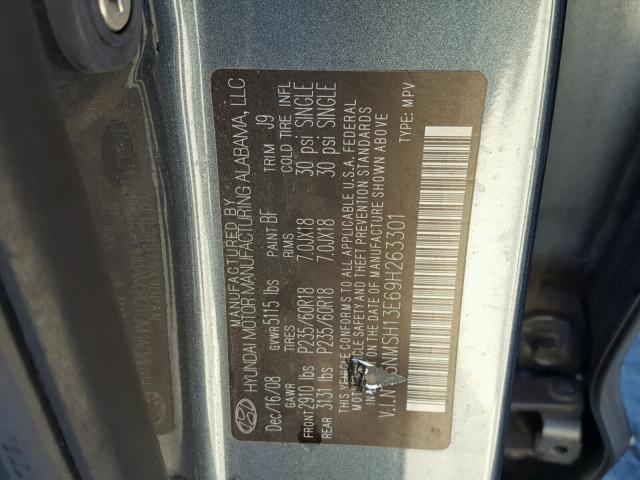 MANUFACTURED BY
HYUNDAI MOTOR MANUFACTURING ALABAMA, LLC
Dec/16/08 GVWR 5115 lbs PAINT BF TRIM J9
GAWR TIRES RIMS COLD TIRE INFL
FRONT 2910 lbs P235/60R18 7.0JX18 30 psi SINGLE
REAR 3131 lbs P235/60R18 7.0JX18 30 psi SINGLE
THIS VEHICLE CONFORMS TO ALL APPLICABLE U.S.A. FEDERAL
MOTOR VEHICLE SAFETY AND THEFT PREVENTION STANDARDS
IN DATE OF MANUFACTURE SHOWN ABOVE
V.I.N. 5NMSH13E69H263301 TYPE: MPV